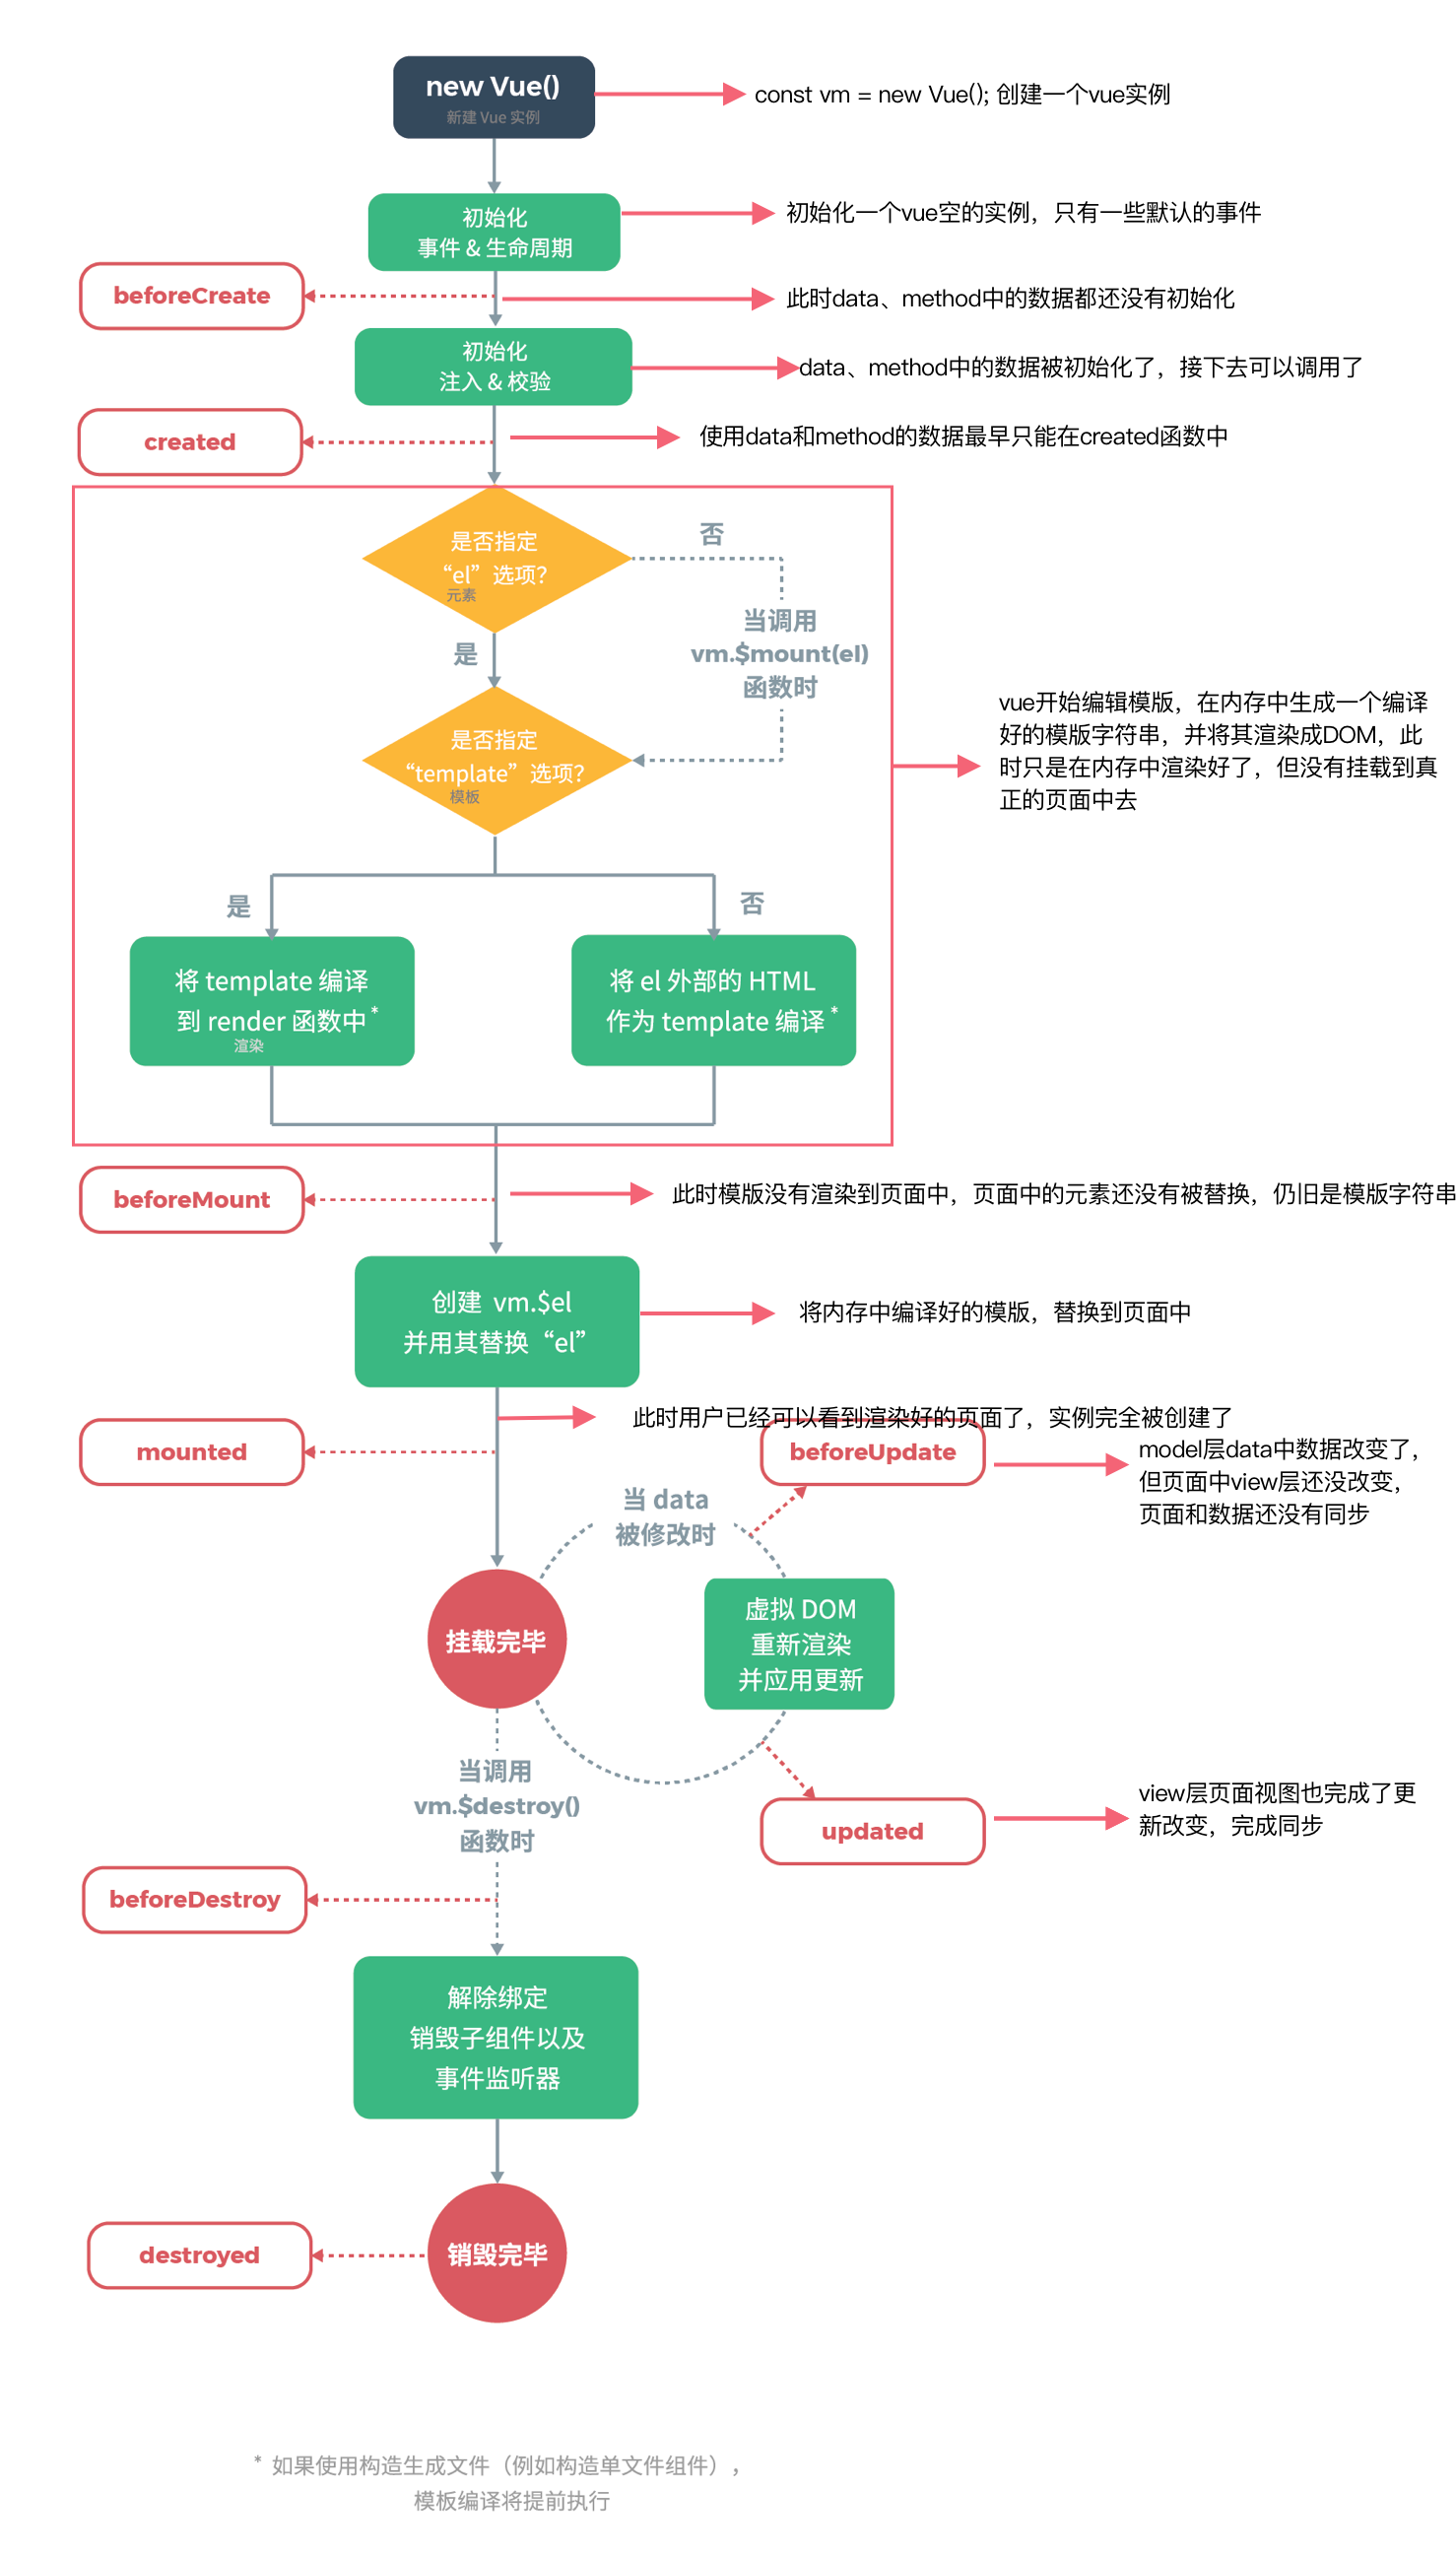 new Vue()
新建 Vue 实例
const vm = new Vue(); 创建一个vue实例
初始化
事件 & 生命周期
初始化一个vue空的实例，只有一些默认的事件
beforeCreate
此时data、method中的数据都还没有初始化
初始化
注入 & 校验
data、method中的数据被初始化了，接下去可以调用了
created
使用data和method的数据最早只能在created函数中
是否指定
“el”选项？
元素
否
是
当调用
vm.$mount(el)
函数时
是否指定
“template”选项？
模板
vue开始编辑模版，在内存中生成一个编译
好的模版字符串，并将其渲染成DOM，此
时只是在内存中渲染好了，但没有挂载到真
正的页面中去
是
否
将 template 编译
到 render 函数中*
渲染
将 el 外部的 HTML
作为 template 编译*
beforeMount
此时模版没有渲染到页面中，页面中的元素还没有被替换，仍旧是模版字符串
创建 vm.$el
并用其替换“el”
将内存中编译好的模版，替换到页面中
此时用户已经可以看到渲染好的页面了，实例完全被创建了
mounted
beforeUpdate
model层data中数据改变了，
但页面中view层还没改变，
页面和数据还没有同步
当 data
被修改时
挂载完毕
虚拟 DOM
重新渲染
并应用更新
当调用
vm.$destroy()
函数时
updated
view层页面视图也完成了更
新改变，完成同步
beforeDestroy
解除绑定
销毁子组件以及
事件监听器
destroyed
销毁完毕
* 如果使用构造生成文件（例如构造单文件组件），
模板编译将提前执行